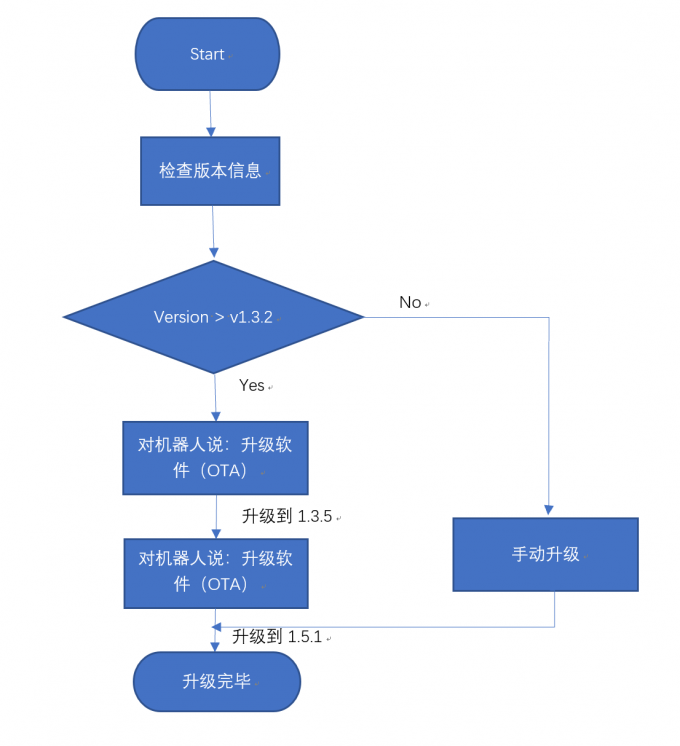 Start
检查版本信息
Version > v1.3.2
No
Yes
对机器人说：升级软
件（OTA）
升级到 1.3.5
对机器人说：升级软
件（OTA）
手动升级
升级到 1.5.1
升级完毕